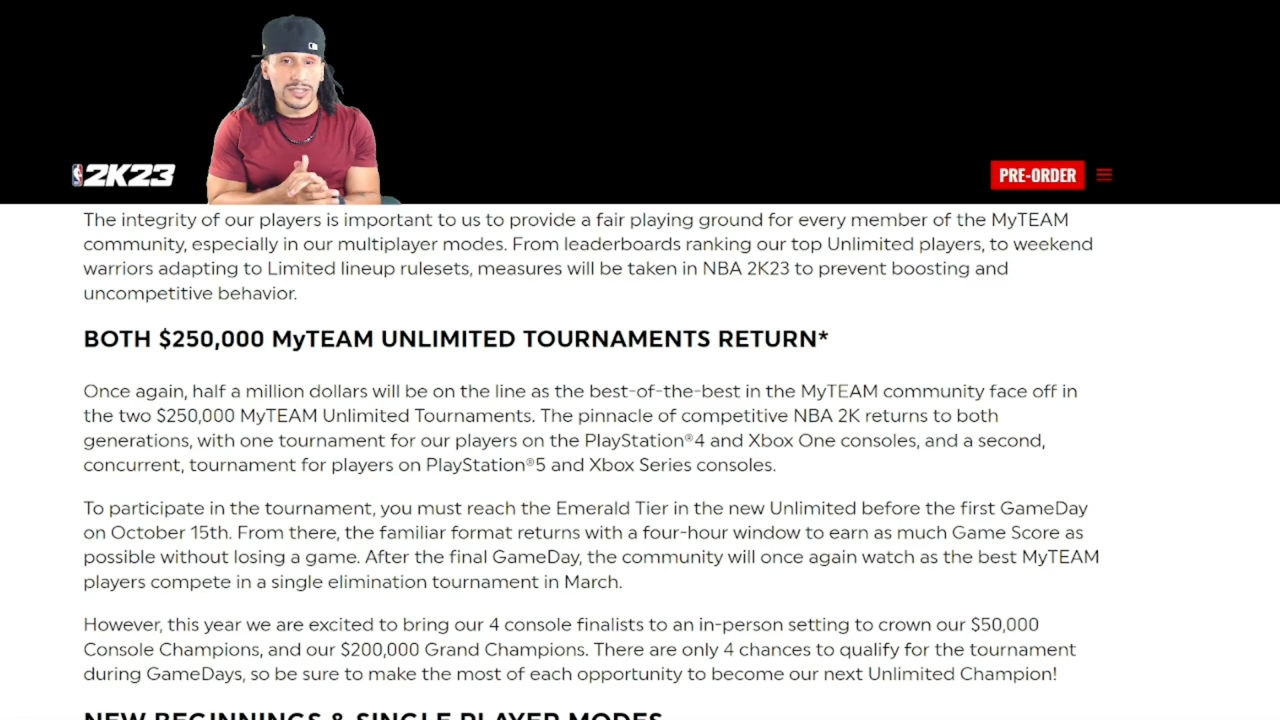 2K23
PRE-ORDER
The integrity of our players is important to us to provide a fair playing ground for every member of the MyTEAM
community, especially in our multiplayer modes. From leaderboards ranking our top Unlimited players, to weekend
warriors adapting to Limited lineup rulesets, measures will be taken in NBA 2K23 to prevent boosting and
uncompetitive behavior.
BOTH $250,000 MyTEAM UNLIMITED TOURNAMENTS RETURN*
Once again, half a million dollars will be on the line as the best-of-the-best in the MyTEAM community face off in
the two $250,000 MyTEAM Unlimited Tournaments. The pinnacle of competitive NBA 2K returns to both
generations, with one tournament for our players on the PlayStation®4 and Xbox One consoles, and a second,
concurrent, tournament for players on PlayStation®5 and Xbox Series consoles.
To participate in the tournament, you must reach the Emerald Tier in the new Unlimited before the first GameDay
on October 15th. From there, the familiar format returns with a four-hour window to earn as much Game Score as
possible without losing a game. After the final GameDay, the community will once again watch as the best MyTEAM
players compete in a single elimination tournament in March.
However, this year we are excited to bring our 4 console finalists to an in-person setting to crown our $50,000
Console Champions, and our $200,000 Grand Champions. There are only 4 chances to qualify for the tournament
during GameDays, so be sure to make the most of each opportunity to become our next Unlimited Champion!
NEW BEGINNINGS & SINGLE PLAYER MODES